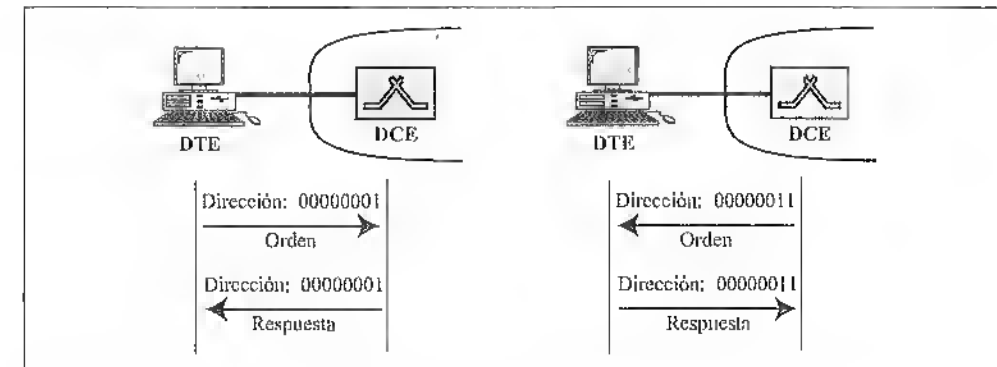 DTE
DCE
Dirección: 00000001
Orden
Dirección: 00000001
Respuesta
DTE
DCE
Dirección: 00000011
Orden
Dirección: 00000011
Respuesta